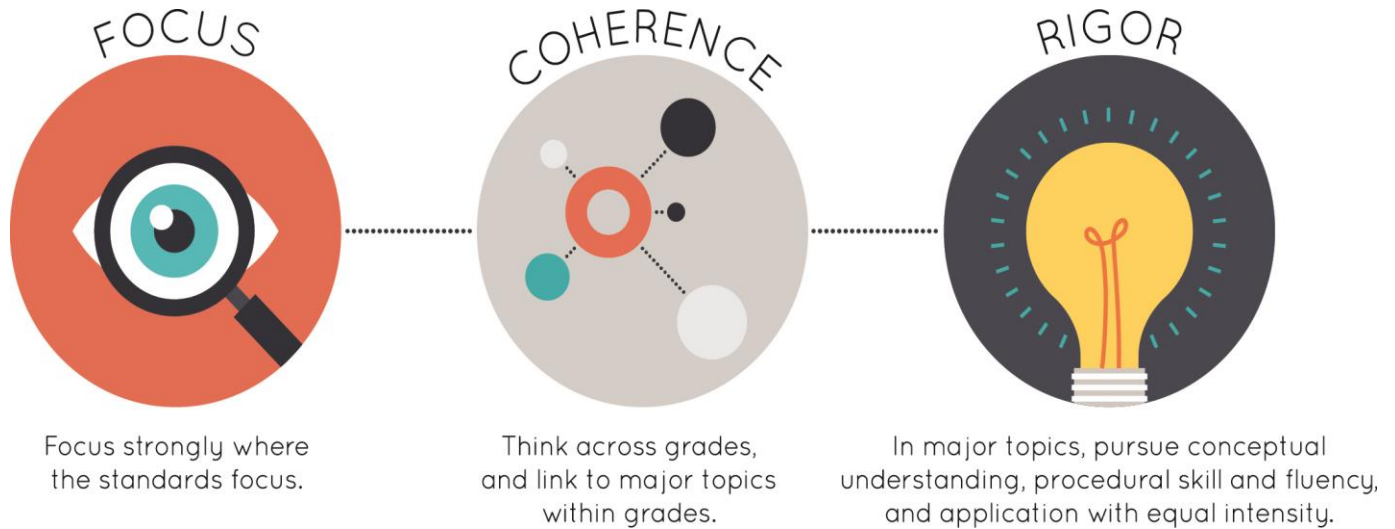 FOCUS
Focus strongly where
the standards focus.
COHERENCE
Think across grades,
and link to major topics
within grades.
RIGOR
In major topics, pursue conceptual
understanding, procedural skill and fluency,
and application with equal intensity.